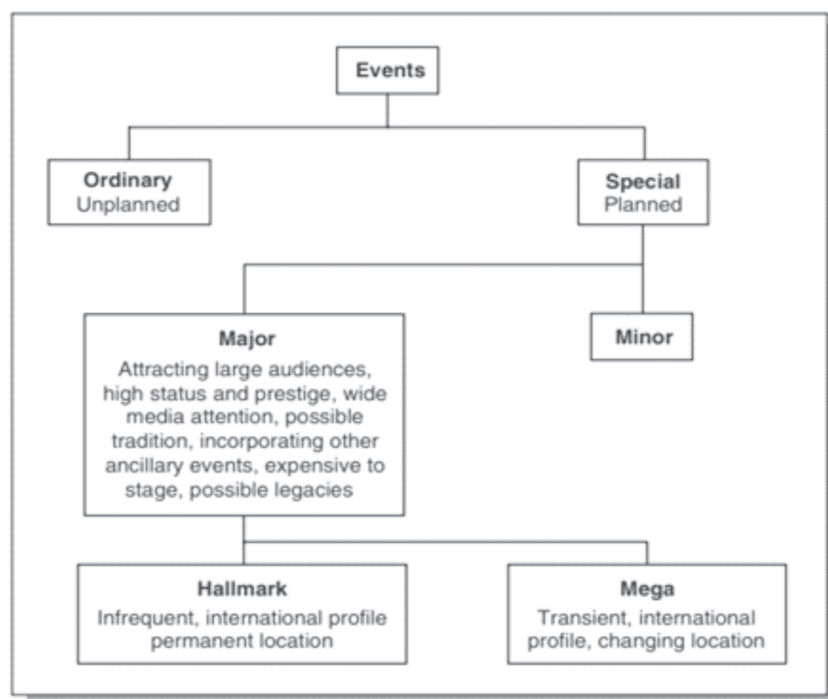 Events
Ordinary
Unplanned
Special
Planned
Major
Attracting large audiences,
high status and prestige, wide
media attention, possible
tradition, incorporating other
ancillary events, expensive to
stage, possible legacies
Minor
Hallmark
Infrequent, international profile
permanent location
Mega
Transient, international
profile, changing location